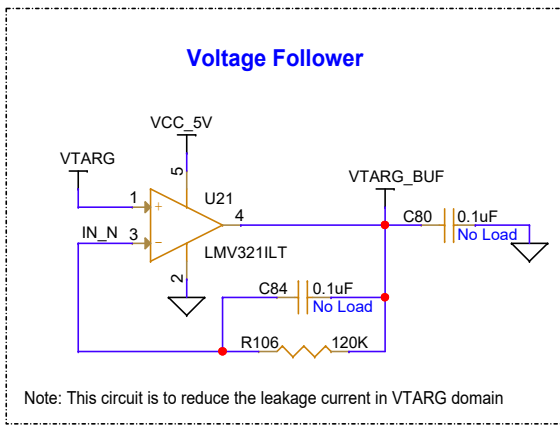 Voltage Follower
VCC_5V
VTARG
VTARG_BUF
5
U21
1
+
4
C80
0.1uF
No Load
IN_N
3
-
LMV321ILT
2
C84
0.1uF
No Load
R106
120K
Note: This circuit is to reduce the leakage current in VTARG domain